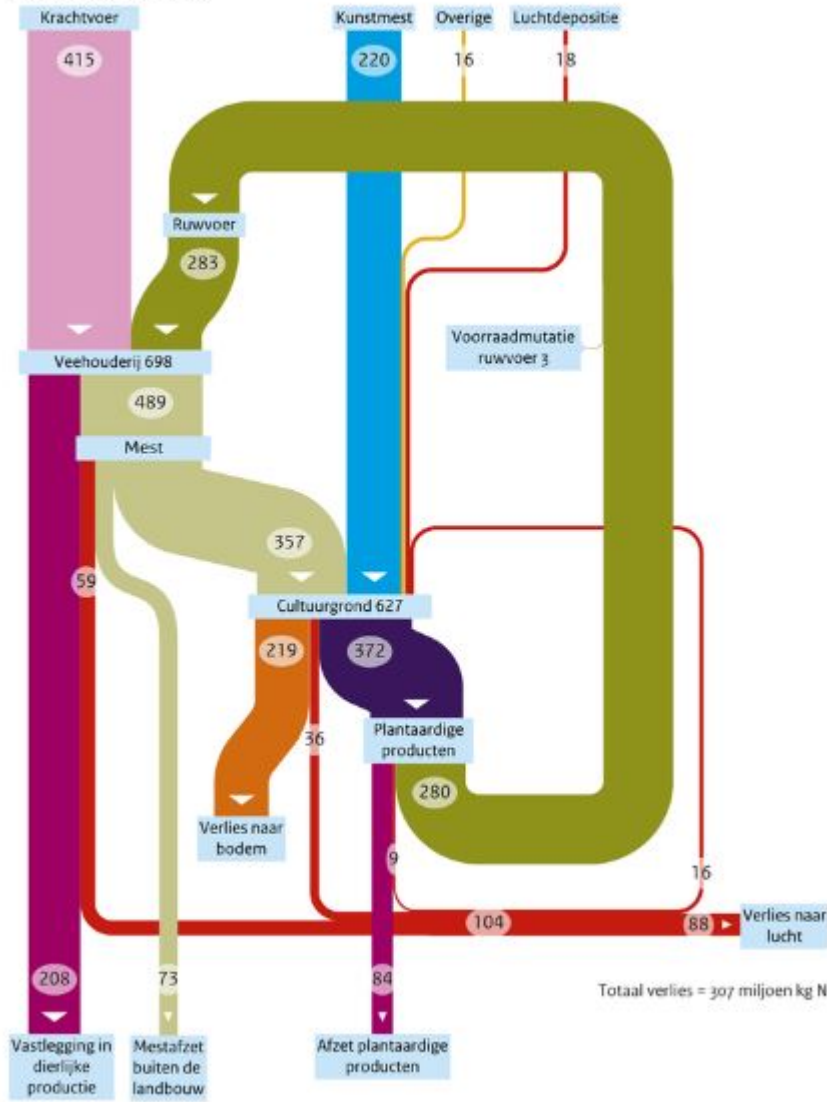 Krachtvoer
Kunstmest
Overige
Luchtdepositie
415
220
16
18
Ruwvoer
283
Voorraadmutatie
ruwvoer 3
Veehouderij 698
489
Mest
357
59
Cultuurgrond 627
219
372
36
Plantaardige
producten
280
Verlies naar
bodem
9
16
104
88
Verlies naar
lucht
208
73
84
Totaal verlies = 307 miljoen kg N
Vastlegging in
dierlijke
productie
Mestafzet
buiten de
landbouw
Afzet plantaardige
producten